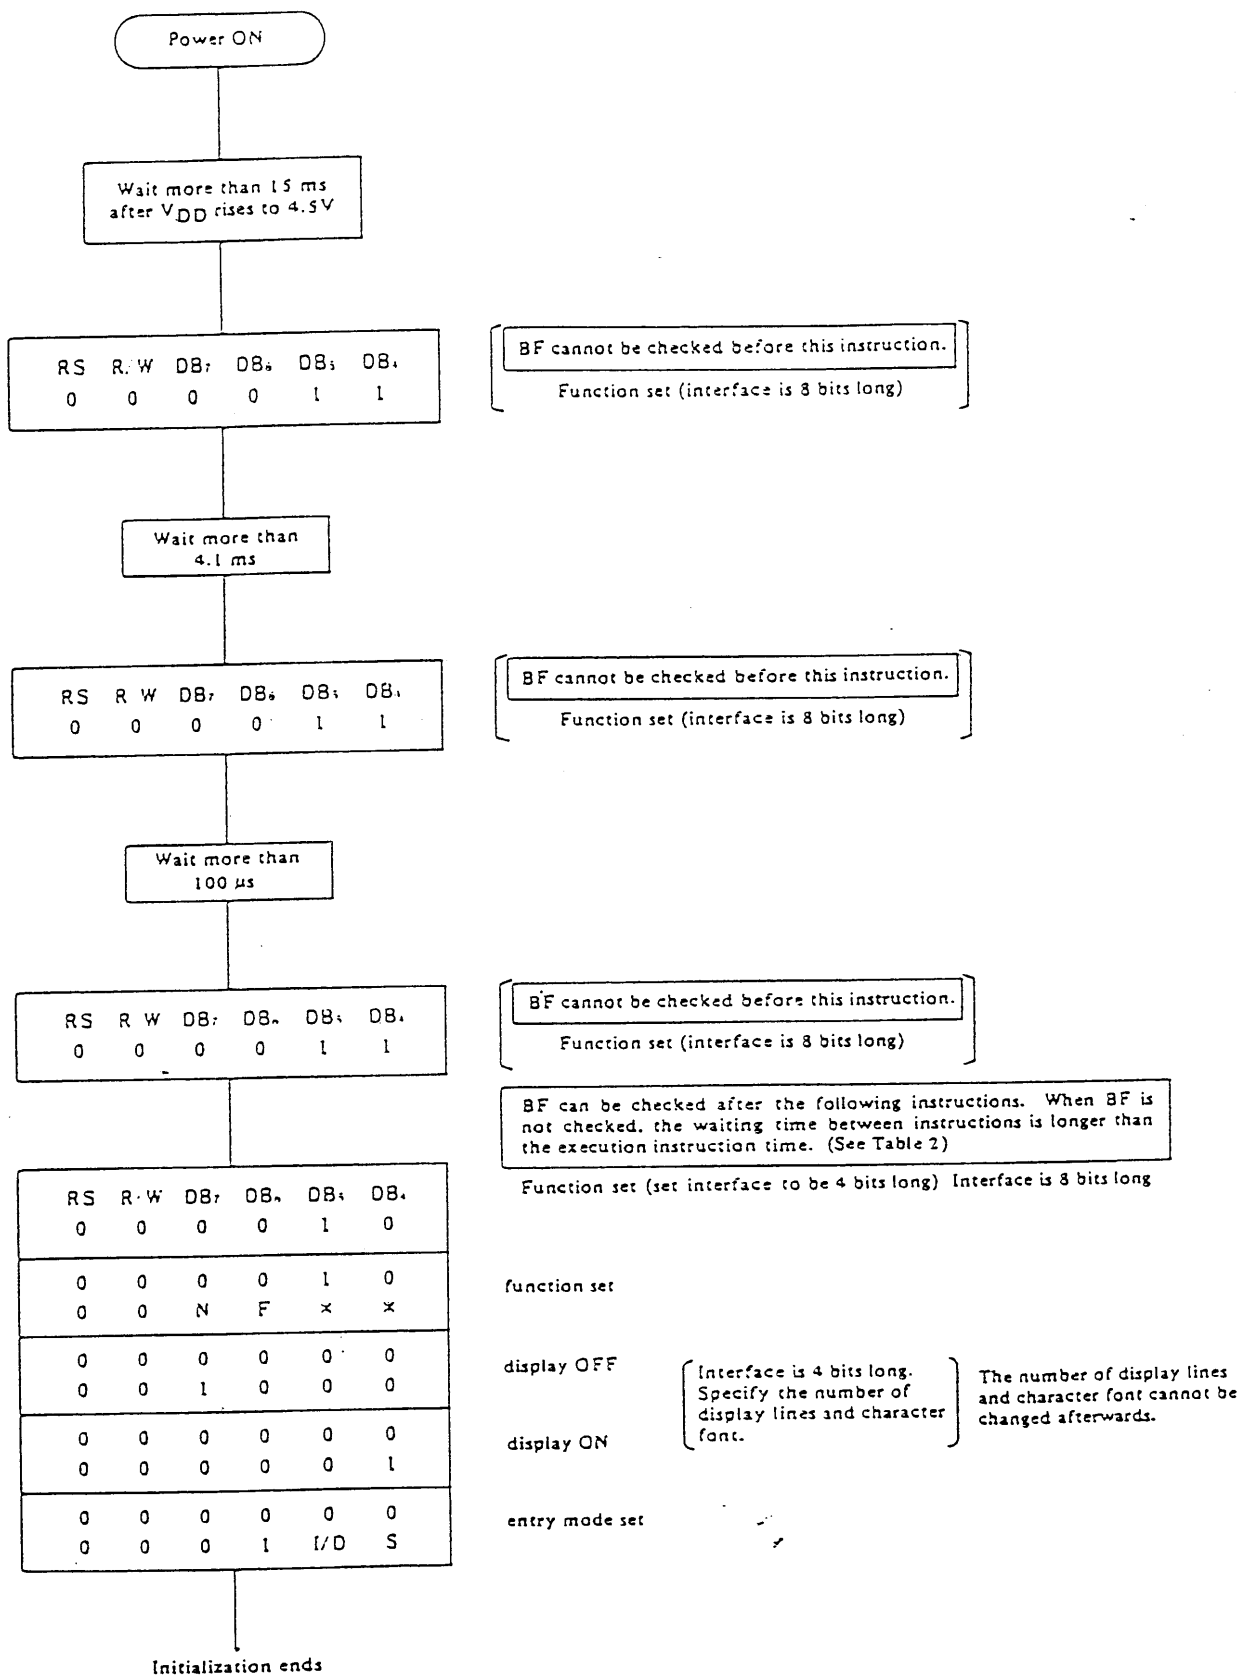 Power ON
Wait more than 15 ms
after VDD rises to 4.5V
RS R/W DB₇ DB₆ DB₅ DB₄
0 0 0 0 1 1
BF cannot be checked before this instruction.
Function set (interface is 8 bits long)
Wait more than
4.1 ms
RS R W DB₇ DB₆ DB₅ DB₄
0 0 0 0 1 1
BF cannot be checked before this instruction.
Function set (interface is 8 bits long)
Wait more than
100 μs
RS R W DB₇ DB₆ DB₅ DB₄
0 0 0 0 1 1
BF cannot be checked before this instruction.
Function set (interface is 8 bits long)
BF can be checked after the following instructions. When BF is
not checked, the waiting time between instructions is longer than
the execution instruction time. (See Table 2)
RS R/W DB₇ DB₆ DB₅ DB₄
0 0 0 0 1 0
Function set (set interface to be 4 bits long) Interface is 8 bits long
0 0 0 0 1 0
0 0 N F × ×
function set
0 0 0 0 0 0
0 0 1 0 0 0
display OFF
0 0 0 0 0 0
0 0 0 0 0 1
display ON
Interface is 4 bits long.
Specify the number of
display lines and character
font.
The number of display lines
and character font cannot be
changed afterwards.
0 0 0 0 0 0
0 0 0 1 I/D S
entry mode set
Initialization ends